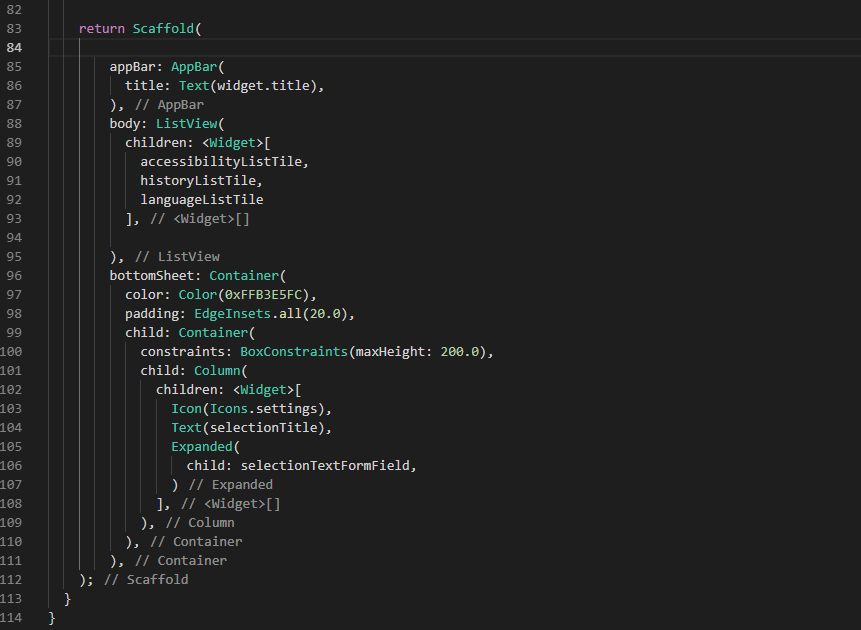 82
83 return Scaffold(
84
85 appBar: AppBar(
86 title: Text(widget.title),
87 ), // AppBar
88 body: ListView(
89 children: <Widget>[
90 accessibilityListTile,
91 historyListTile,
92 languageListTile
93 ], // <Widget>[]
94
95 ), // ListView
96 bottomSheet: Container(
97 color: Color(0xFFB3E5FC),
98 padding: EdgeInsets.all(20.0),
99 child: Container(
100 constraints: BoxConstraints(maxHeight: 200.0),
101 child: Column(
102 children: <Widget>[
103 Icon(Icons.settings),
104 Text(selectionTitle),
105 Expanded(
106 child: selectionTextFormField,
107 ) // Expanded
108 ], // <Widget>[]
109 ), // Column
110 ), // Container
111 ), // Container
112 ); // Scaffold
113 }
114 }